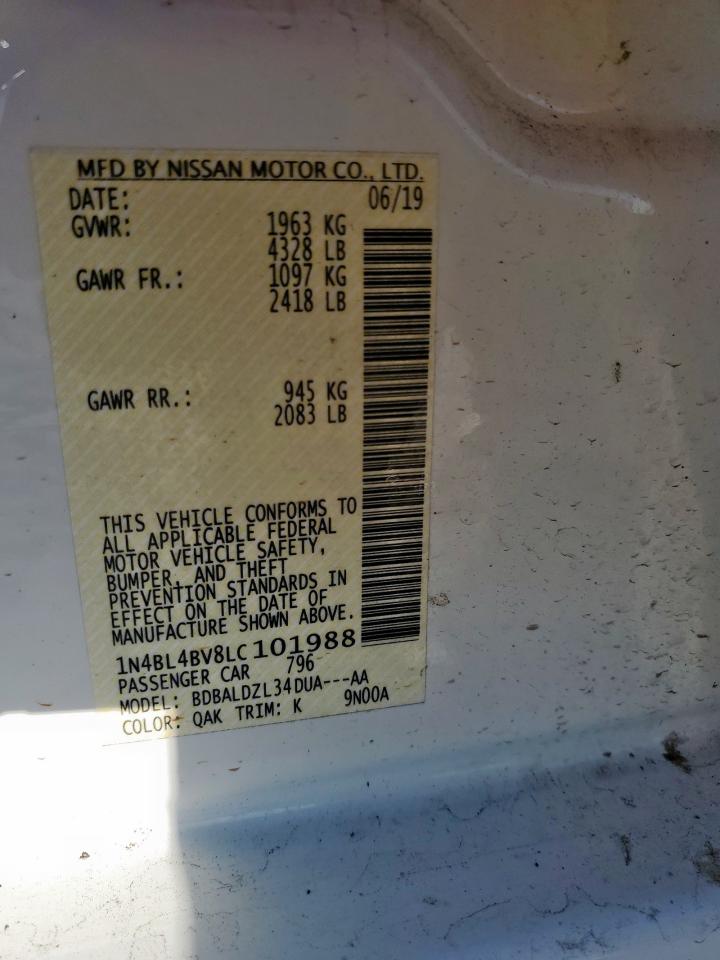 MFD BY NISSAN MOTOR CO., LTD.
DATE: 06/19
GVWR: 1963 KG
4328 LB
GAWR FR.: 1097 KG
2418 LB
GAWR RR.: 945 KG
2083 LB
THIS VEHICLE CONFORMS TO
ALL APPLICABLE FEDERAL
MOTOR VEHICLE SAFETY,
BUMPER, AND THEFT
PREVENTION STANDARDS IN
EFFECT ON THE DATE OF
MANUFACTURE SHOWN ABOVE.
1N4BL4BV8LC101988
PASSENGER CAR 796
MODEL: BDBALDZL34DUA---AA
COLOR: QAK TRIM: K 9N00A